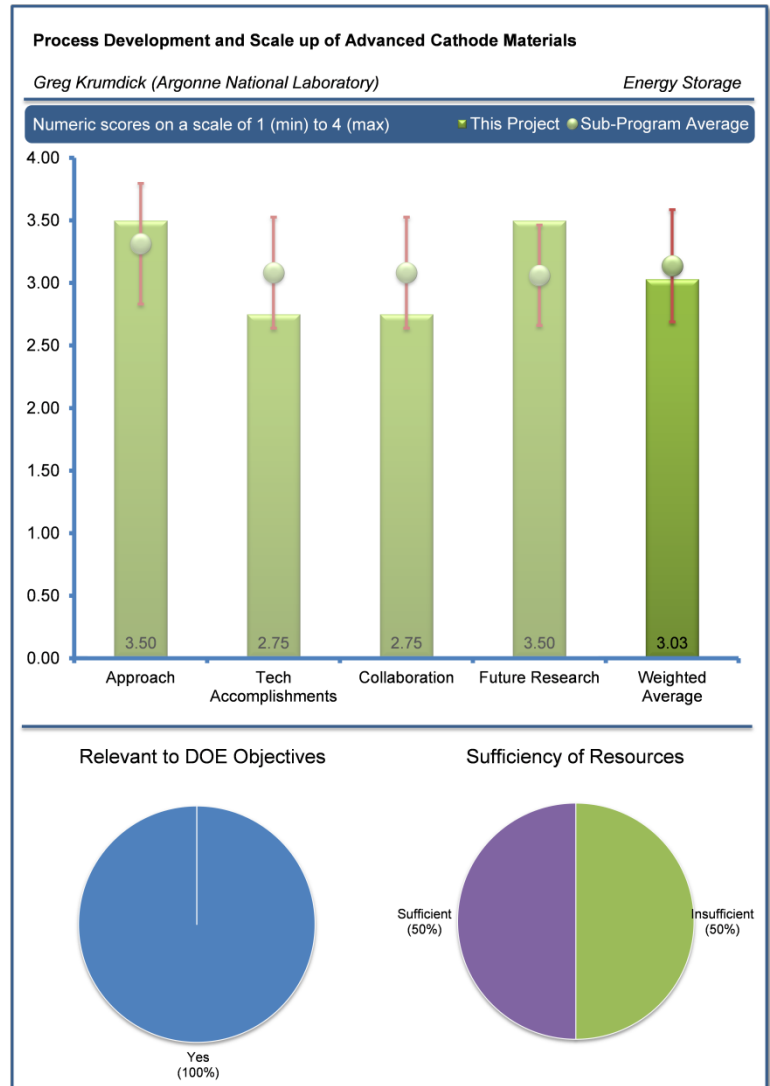 Process Development and Scale up of Advanced Cathode Materials
Greg Krumdick (Argonne National Laboratory) Energy Storage
Numeric scores on a scale of 1 (min) to 4 (max) This Project Sub-Program Average
4.00
3.50
3.00
2.50
2.00
1.50
1.00
0.50
0.00
3.50 2.75 2.75 3.50 3.03
Approach Tech Accomplishments Collaboration Future Research Weighted Average
Relevant to DOE Objectives Sufficiency of Resources
Sufficient
(50%)
Insufficient
(50%)
Yes
(100%)